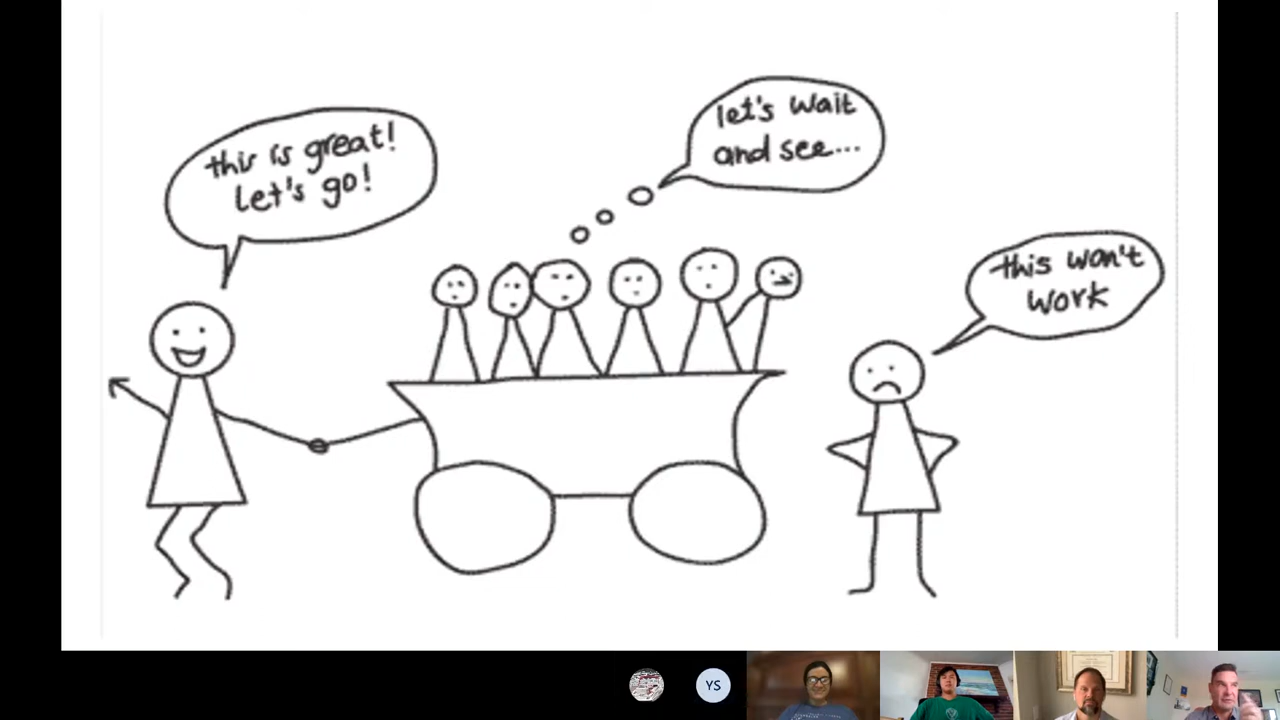 this is great!
let's go!
let's wait
and see...
this won't
work
YS